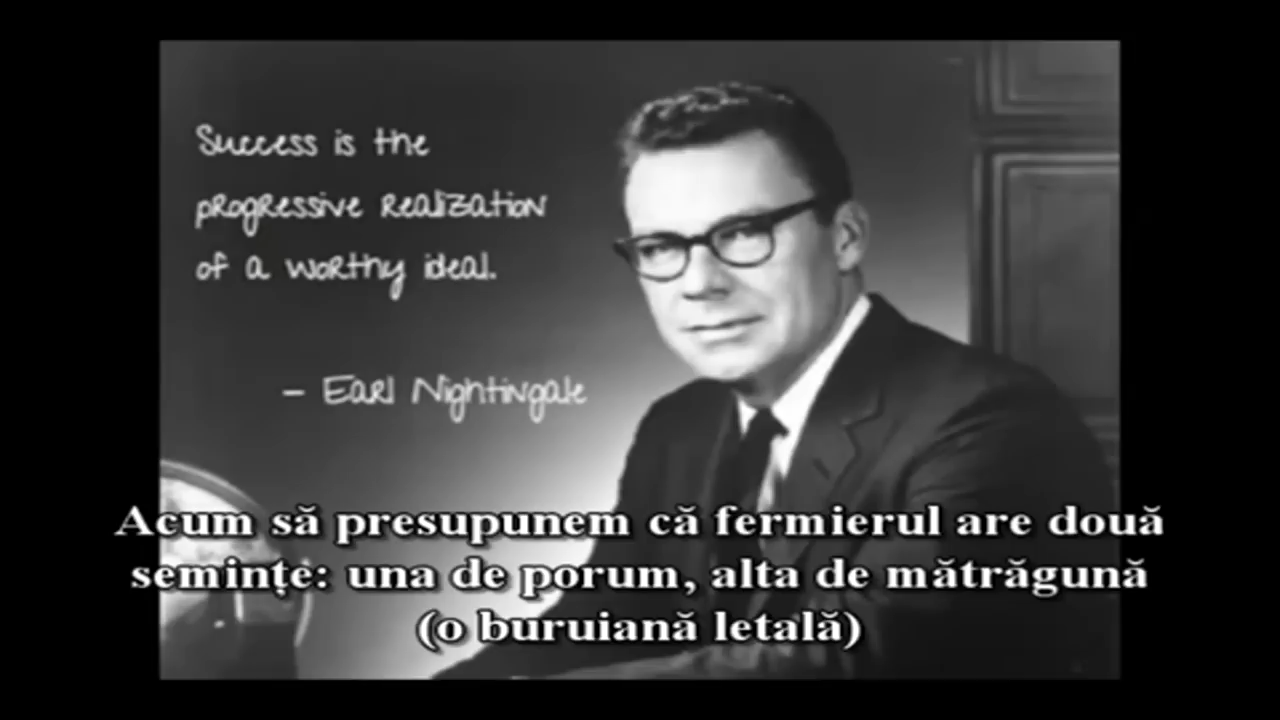 Success is the
progressive realization
of a worthy ideal.
– Earl Nightingale
Acum să presupunem că fermierul are două
semințe: una de porum, alta de mătrăgună
(o buruiană letală)